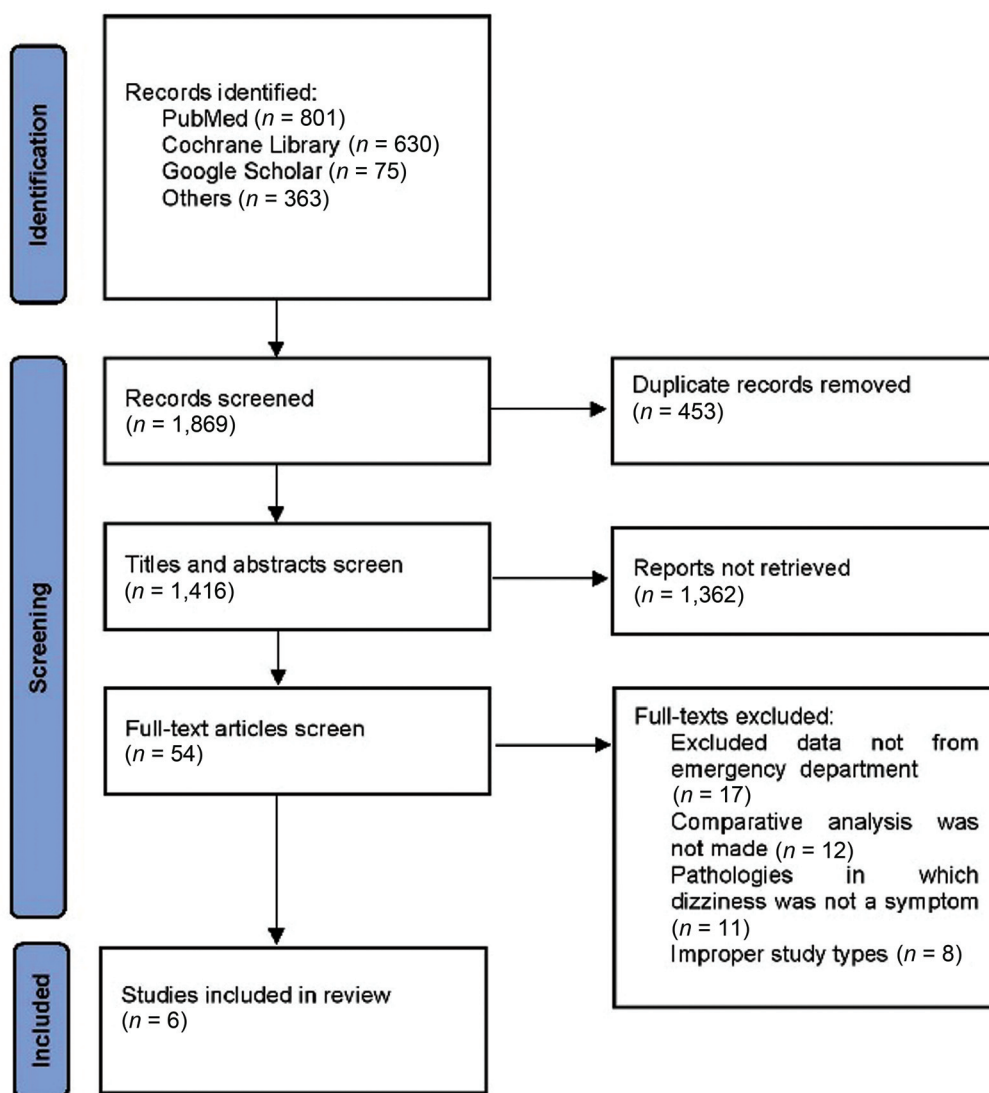 Identification
Records identified:
PubMed (n = 801)
Cochrane Library (n = 630)
Google Scholar (n = 75)
Others (n = 363)
Screening
Records screened
(n = 1,869)
Duplicate records removed
(n = 453)
Titles and abstracts screen
(n = 1,416)
Reports not retrieved
(n = 1,362)
Full-text articles screen
(n = 54)
Full-texts excluded:
Excluded data not from
emergency department
(n = 17)
Comparative analysis was
not made (n = 12)
Pathologies in which
dizziness was not a symptom
(n = 11)
Improper study types (n = 8)
Included
Studies included in review
(n = 6)